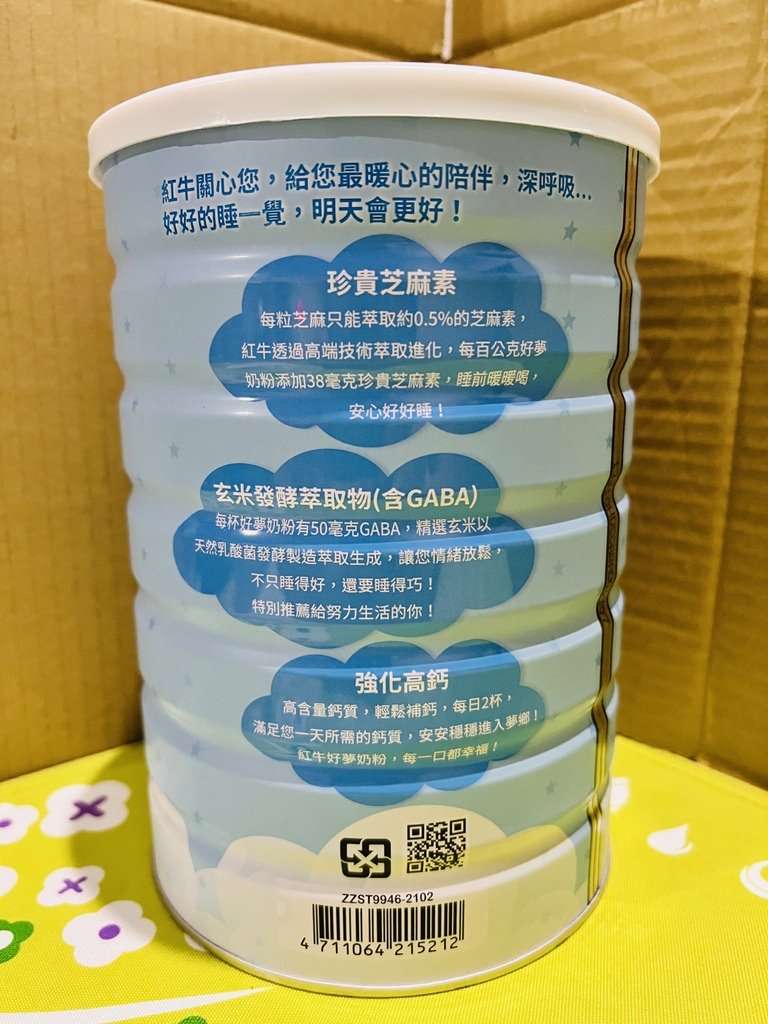 紅牛關心您，給您最暖心的陪伴，深呼吸...
好好的睡一覺，明天會更好！
珍貴芝麻素
每粒芝麻只能萃取約0.5%的芝麻素，
紅牛透過高端技術萃取進化，每百公克好夢
奶粉添加38毫克珍貴芝麻素，睡前暖暖喝，
安心好好睡！
玄米發酵萃取物(含GABA)
每杯好夢奶粉有50毫克GABA，精選玄米以
天然乳酸菌發酵製造萃取生成，讓您情緒放鬆，
不只睡得好，還要睡得巧！
特別推薦給努力生活的你！
強化高鈣
高含量鈣質，輕鬆補鈣，每日2杯，
滿足您一天所需的鈣質，安安穩穩進入夢鄉！
紅牛好夢奶粉，每一口都幸福！
ZZST9946-2102
4 711064 215212